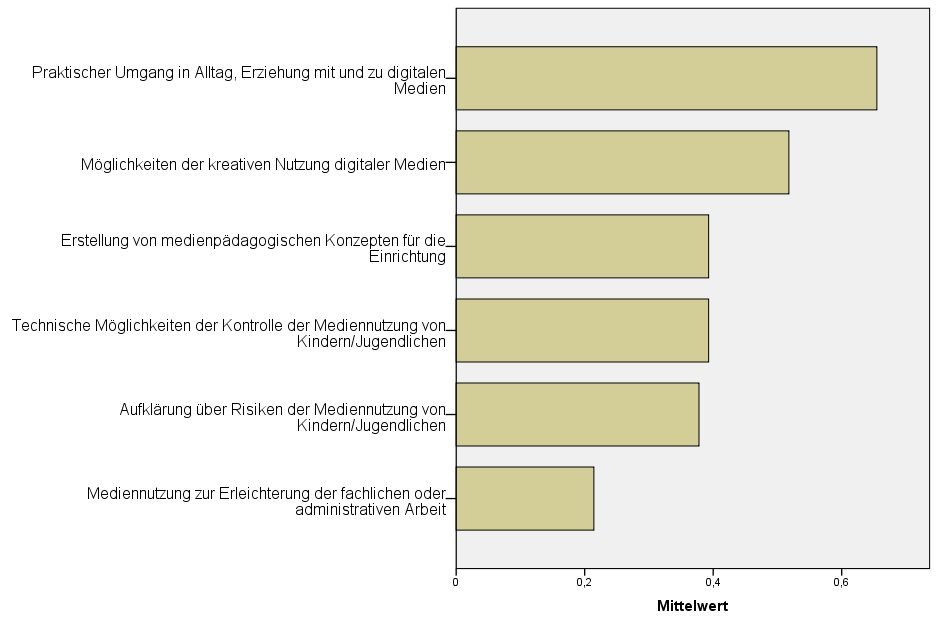 Praktischer Umgang in Alltag, Erziehung mit und zu digitalen
Medien
Möglichkeiten der kreativen Nutzung digitaler Medien
Erstellung von medienpädagogischen Konzepten für die
Einrichtung
Technische Möglichkeiten der Kontrolle der Mediennutzung von
Kindern/Jugendlichen
Aufklärung über Risiken der Mediennutzung von
Kindern/Jugendlichen
Mediennutzung zur Erleichterung der fachlichen oder
administrativen Arbeit
0 0,2 0,4 0,6
Mittelwert